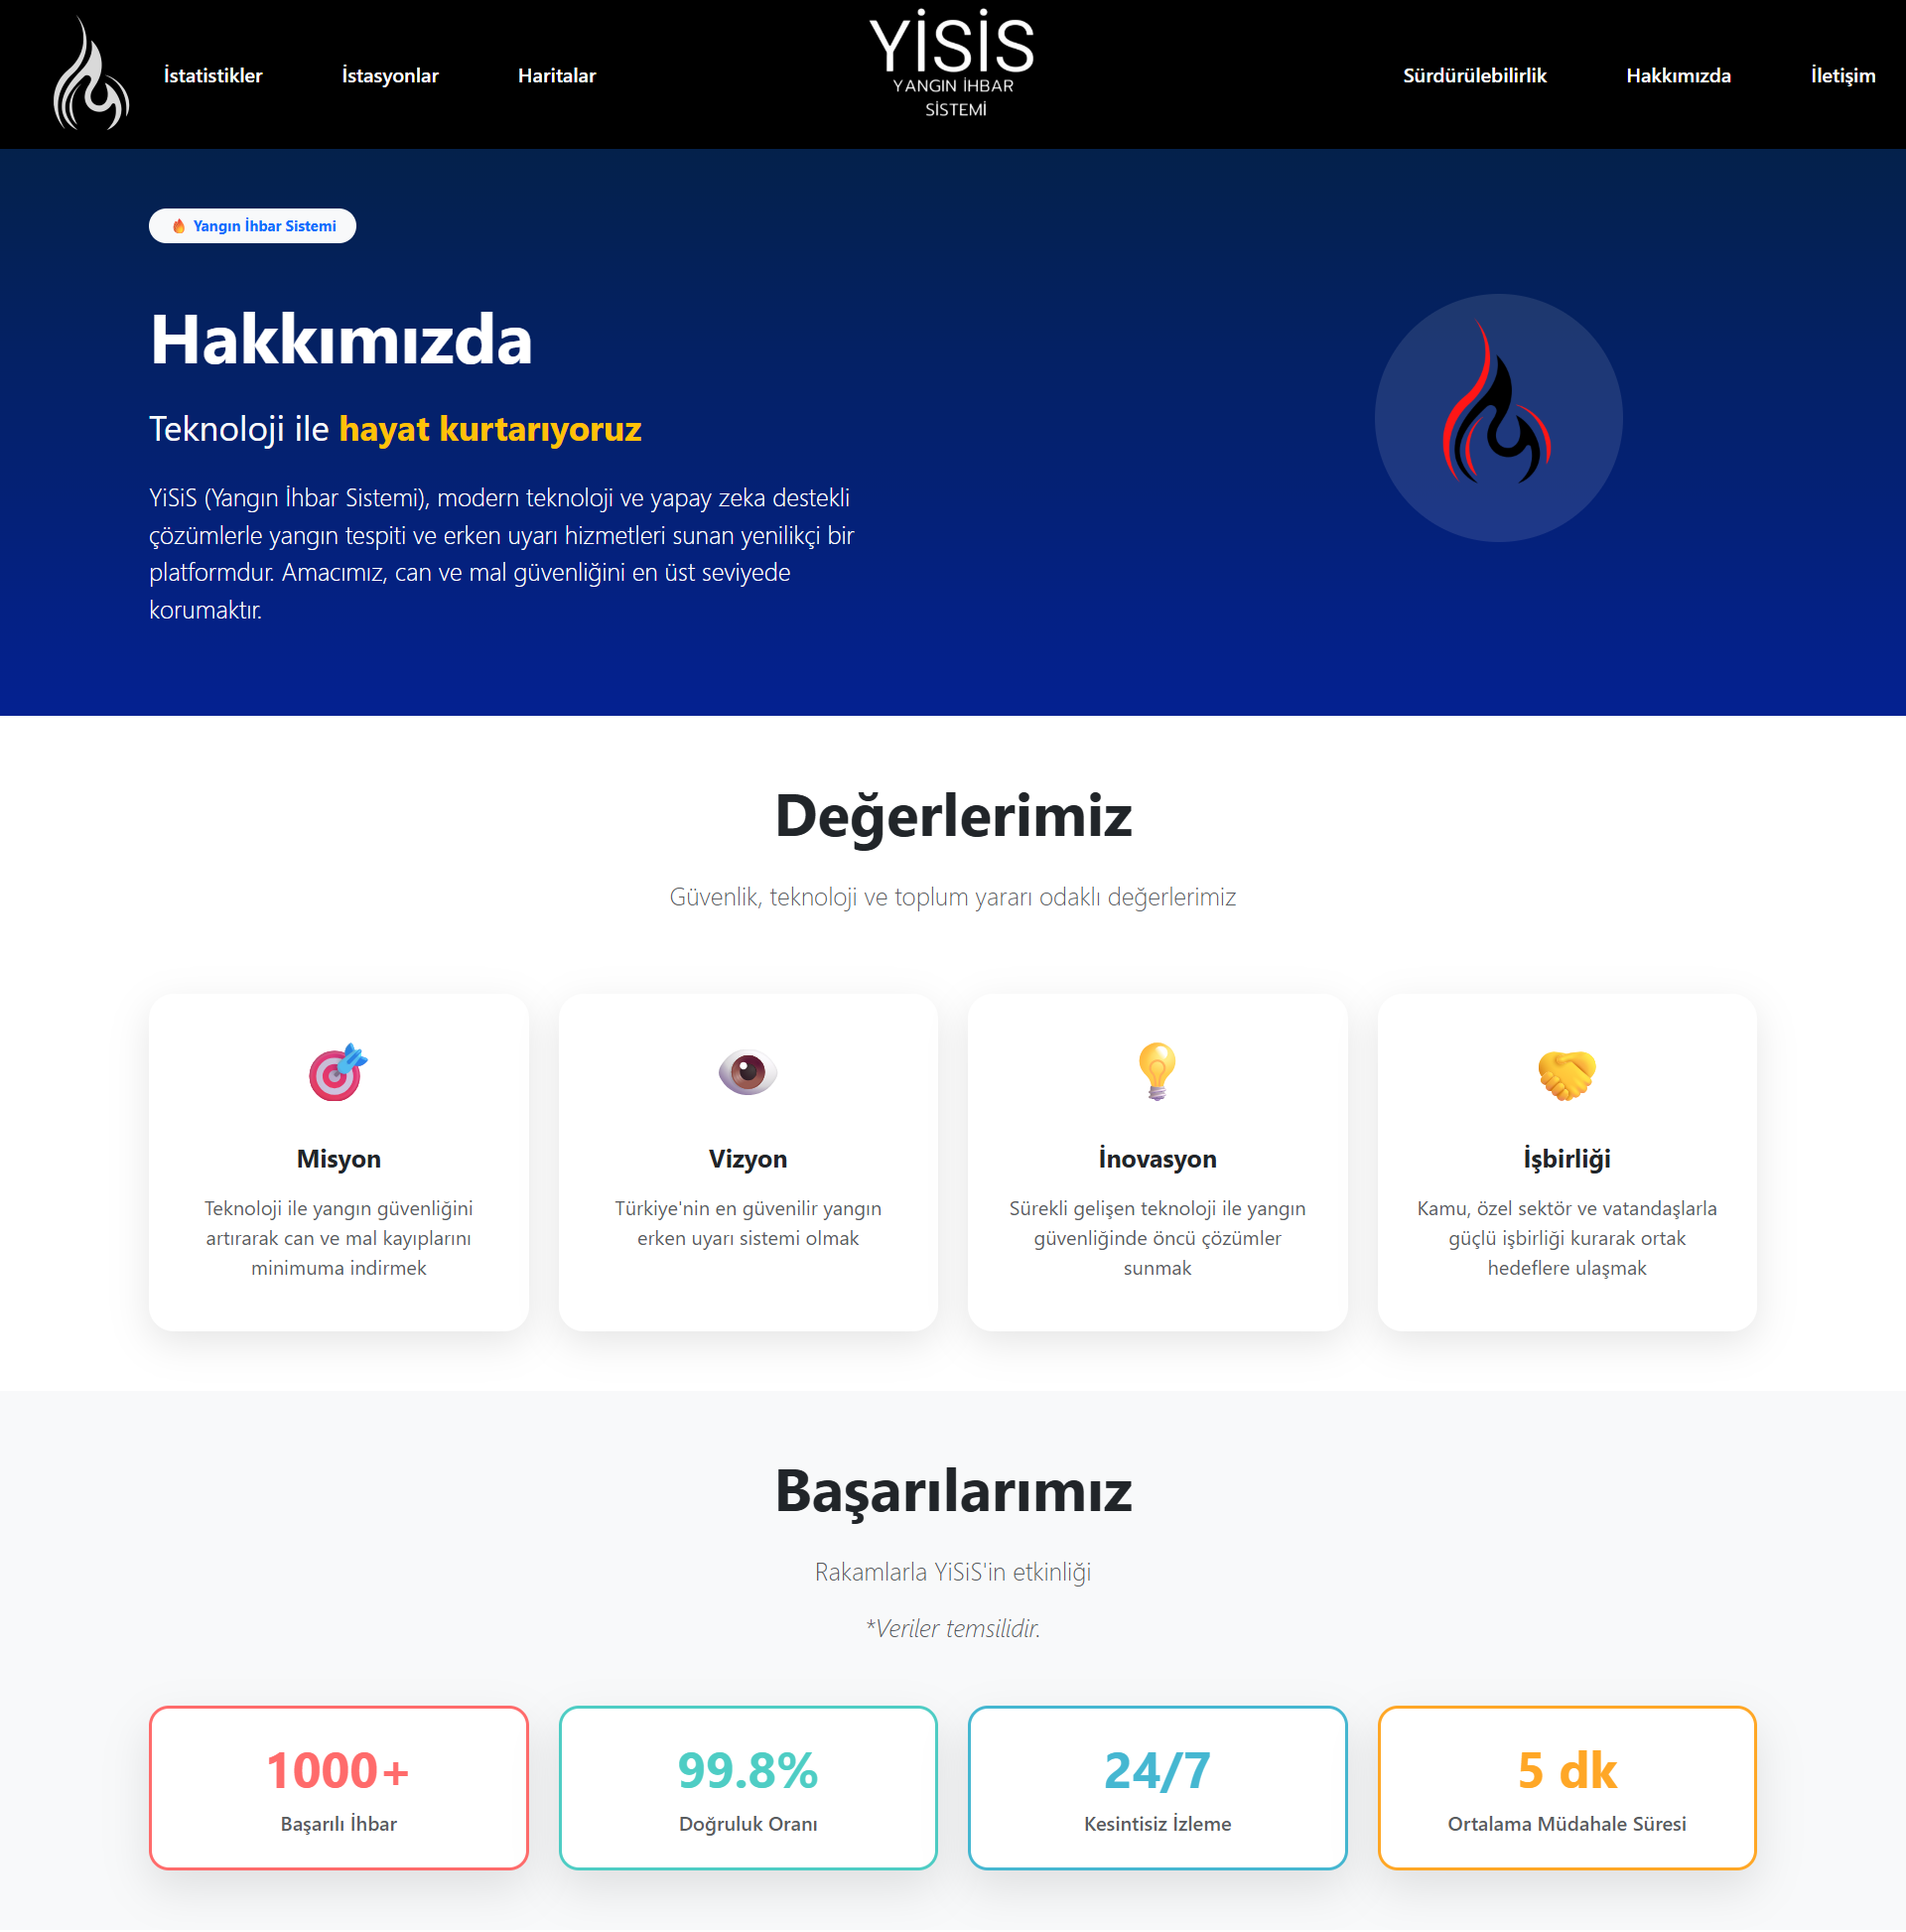 İstatistikler
İstasyonlar
Haritalar
YİSİS
YANGIN İHBAR
SİSTEMİ
Sürdürülebilirlik
Hakkımızda
İletişim
Yangın İhbar Sistemi
Hakkımızda
Teknoloji ile hayat kurtarıyoruz
YiSiS (Yangın İhbar Sistemi), modern teknoloji ve yapay zeka destekli
çözümlerle yangın tespiti ve erken uyarı hizmetleri sunan yenilikçi bir
platformdur. Amacımız, can ve mal güvenliğini en üst seviyede
korumaktır.
Değerlerimiz
Güvenlik, teknoloji ve toplum yararı odaklı değerlerimiz
Misyon
Teknoloji ile yangın güvenliğini
artırarak can ve mal kayıplarını
minimuma indirmek
Vizyon
Türkiye'nin en güvenilir yangın
erken uyarı sistemi olmak
İnovasyon
Sürekli gelişen teknoloji ile yangın
güvenliğinde öncü çözümler
sunmak
İşbirliği
Kamu, özel sektör ve vatandaşlarla
güçlü işbirliği kurarak ortak
hedeflere ulaşmak
Başarılarımız
Rakamlarla YiSiS'in etkinliği
*Veriler temsilidir.
1000+
Başarılı İhbar
99.8%
Doğruluk Oranı
24/7
Kesintisiz İzleme
5 dk
Ortalama Müdahale Süresi